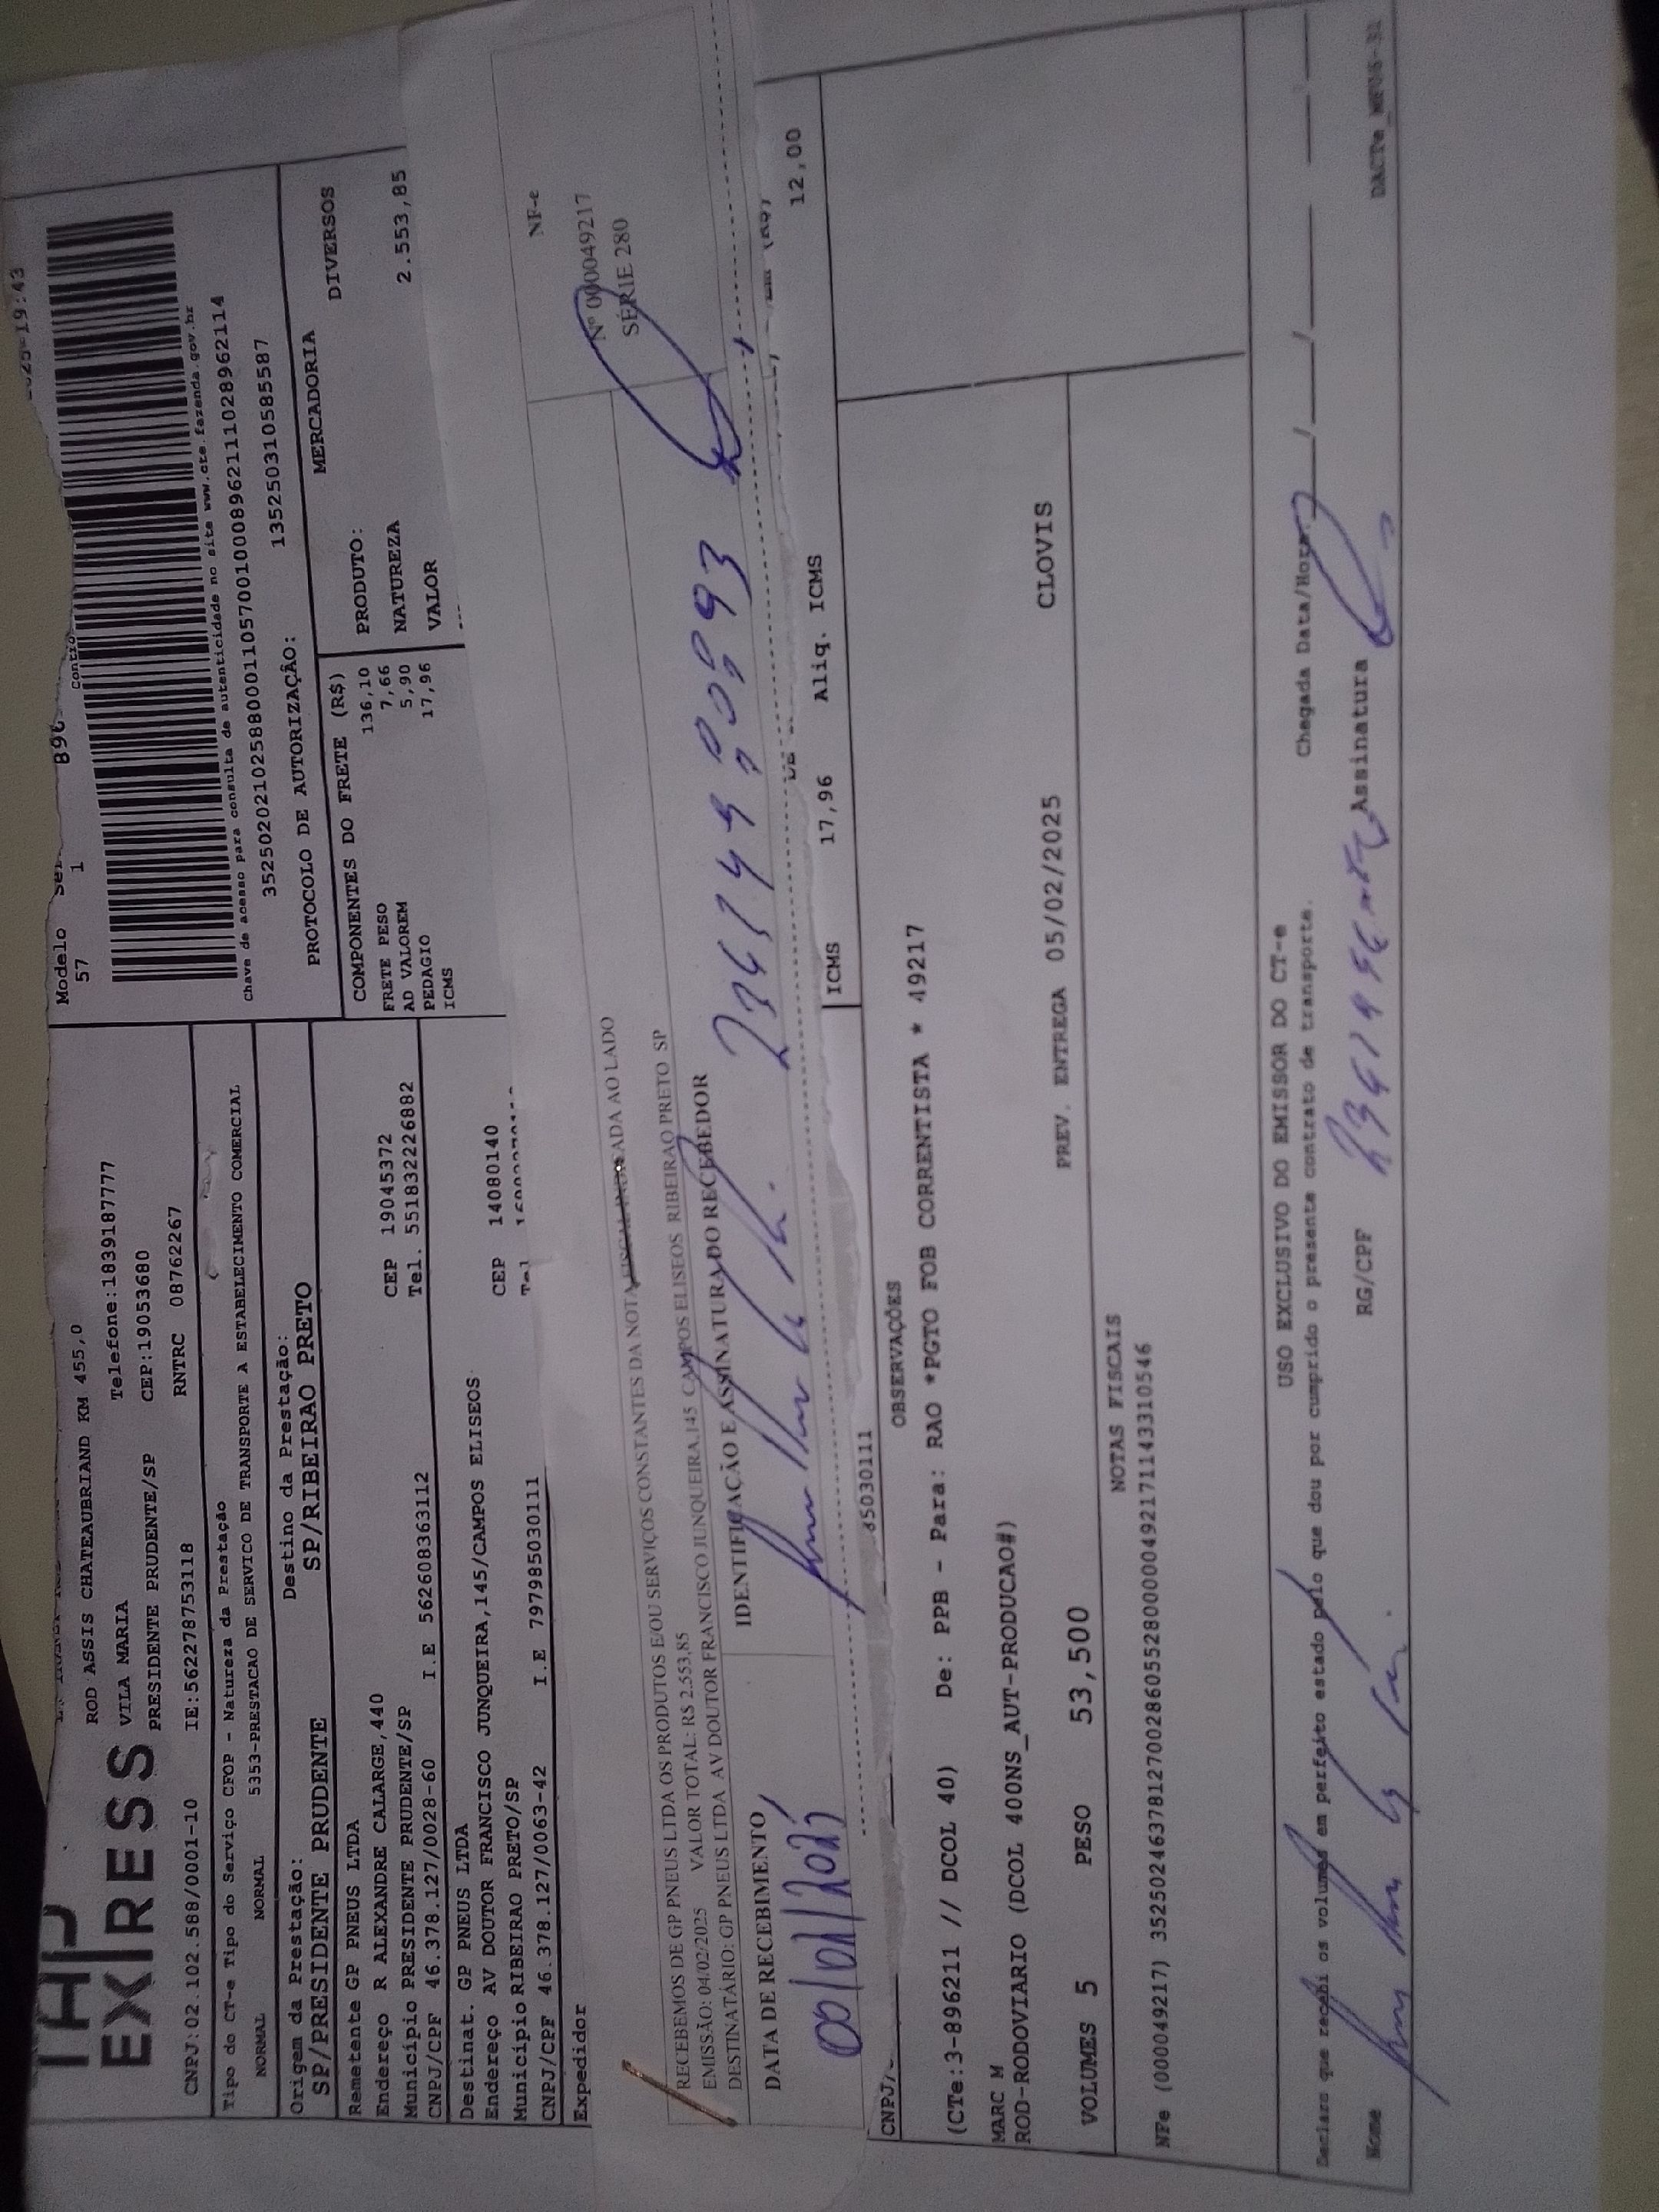 EXPRESS
ROD ASSIS CHATEAUBRIAND KM 455,0
VILA MARIA Telefone:1839187777
PRESIDENTE PRUDENTE/SP CEP:19053680
CNPJ:02.102.588/0001-10 IE:562278753118 RNTRC 08762267
Modelo
57 1 896
Chave de acesso para consulta de autenticidade no site www.cte.fazenda.gov.br
Tipo do CT-e Tipo do Serviço CFOP - Natureza da Prestação
NORMAL NORMAL 5353-PRESTACAO DE SERVICO DE TRANSPORTE A ESTABELECIMENTO COMERCIAL
35250202102588000110570010008962111028962114
PROTOCOLO DE AUTORIZAÇÃO: 135250310585587
Origem da Prestação: Destino da Prestação:
SP/PRESIDENTE PRUDENTE SP/RIBEIRAO PRETO
COMPONENTES DO FRETE (R$) MERCADORIA
FRETE PESO 136,10 PRODUTO: DIVERSOS
AD VALOREM 7,66 NATUREZA
PEDAGIO 5,90 VALOR 2.553,85
ICMS 17,96
Remetente GP PNEUS LTDA
Endereço R ALEXANDRE CALARGE,440 CEP 19045372
Município PRESIDENTE PRUDENTE/SP Tel. 551832226882
CNPJ/CPF 46.378.127/0028-60 I.E 562608363112
Destinat. GP PNEUS LTDA
Endereço AV DOUTOR FRANCISCO JUNQUEIRA,145/CAMPOS ELISEOS CEP 14080140
Município RIBEIRAO PRETO/SP Tel
CNPJ/CPF 46.378.127/0063-42 I.E 797985030111
Expedidor
RECEBEMOS DE GP PNEUS LTDA OS PRODUTOS E/OU SERVIÇOS CONSTANTES DA NOTA FISCAL INDICADA AO LADO
EMISSÃO: 04/02/2025 VALOR TOTAL: R$ 2.553,85
DESTINATÁRIO: GP PNEUS LTDA AV DOUTOR FRANCISCO JUNQUEIRA,145 CAMPOS ELISEOS RIBEIRAO PRETO SP
NF-e
Nº 000049217
SÉRIE 280
DATA DE RECEBIMENTO IDENTIFICAÇÃO E ASSINATURA DO RECEBEDOR
CNPJ/ 85030111
ICMS 17,96 Aliq. ICMS 12,00
OBSERVAÇÕES
(CTe:3-896211 // DCOL 40) De: PPB - Para: RAO *PGTO FOB CORRENTISTA * 49217
MARC M
ROD-RODOVIARIO (DCOL 400NS_AUT-PRODUCAO#)
PREV. ENTREGA 05/02/2025 CLOVIS
VOLUMES 5 PESO 53,500
NOTAS FISCAIS
NFe (000049217) 35250246378127002860552800000492171143310546
USO EXCLUSIVO DO EMISSOR DO CT-e
Declaro que recebi os volumes em perfeito estado pelo que dou por cumprido o presente contrato de transporte. Chegada Data/Hora
Nome RG/CPF Assinatura